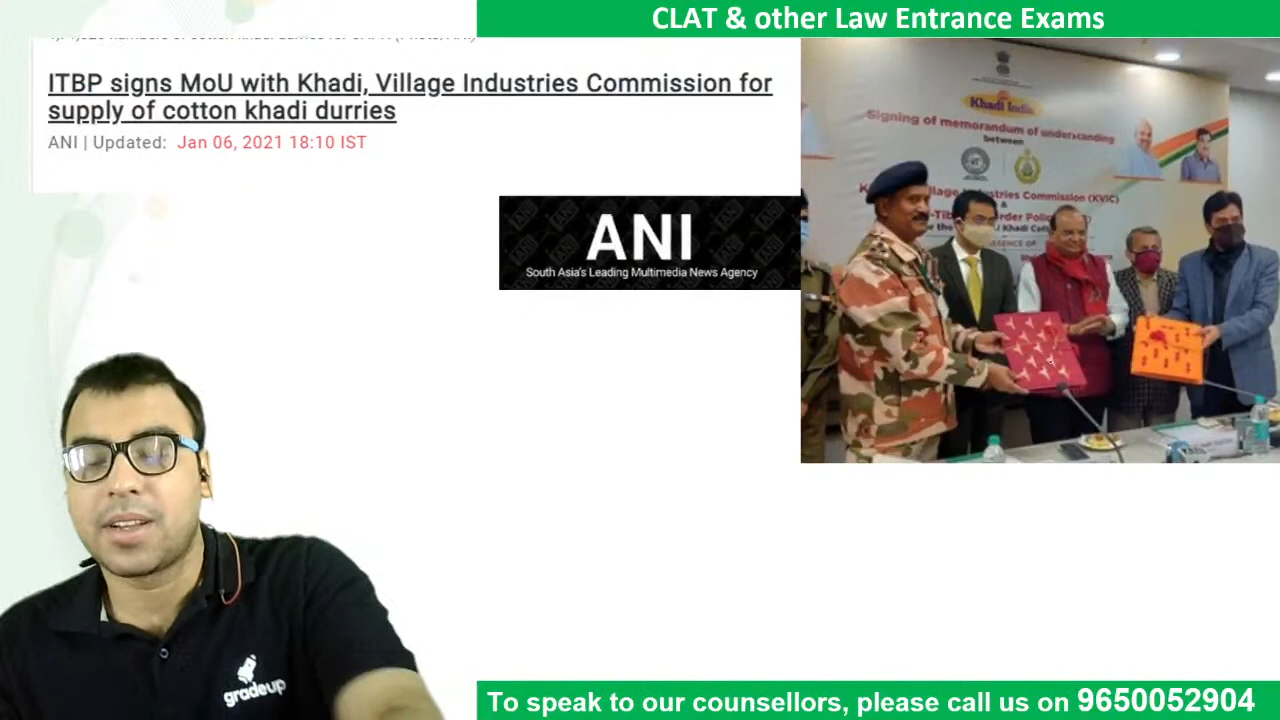 CLAT & other Law Entrance Exams
ITBP signs MoU with Khadi, Village Industries Commission for
supply of cotton khadi durries
ANI | Updated: Jan 06, 2021 18:10 IST
ANI
South Asia's Leading Multimedia News Agency
Khadi India
Signing of memorandum of understanding
between
Industries Commission (KVIC)
&
Khadi
gradeup
To speak to our counsellors, please call us on 9650052904